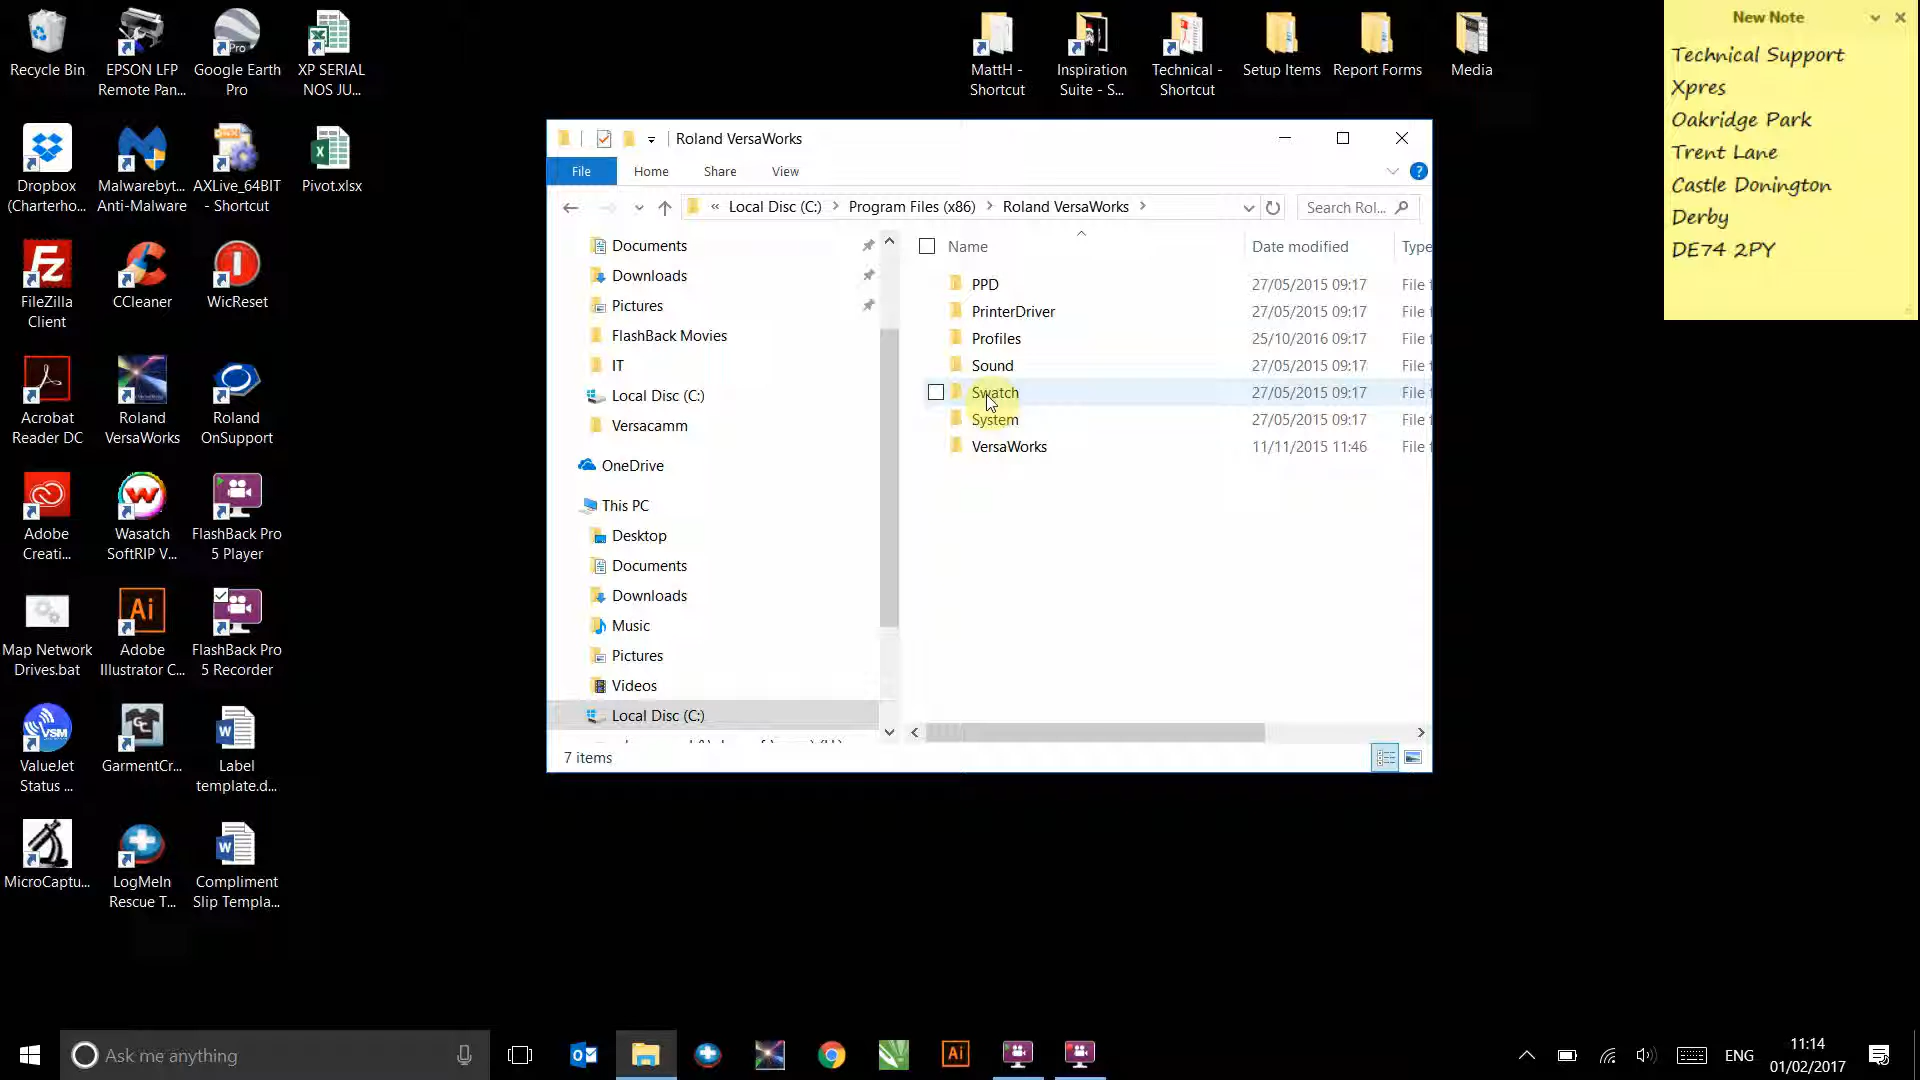 Recycle Bin
EPSON LFP
Remote Pan...
Google Earth
Pro
XP SERIAL
NOS JU...
Dropbox
(Charterho...
Malwarebyt...
Anti-Malware
AXLive_64BIT
- Shortcut
Pivot.xlsx
FileZilla
Client
CCleaner
WicReset
Acrobat
Reader DC
Roland
VersaWorks
Roland
OnSupport
Adobe
Creati...
Wasatch
SoftRIP V...
FlashBack Pro
5 Player
Map Network
Drives.bat
Adobe
Illustrator C...
FlashBack Pro
5 Recorder
ValueJet
Status ...
GarmentCr...
Label
template.d...
MicroCaptu...
LogMeIn
Rescue T...
Compliment
Slip Templa...
MattH -
Shortcut
Inspiration
Suite - S...
Technical -
Shortcut
Setup Items
Report Forms
Media
New Note
Technical Support
Xpres
Oakridge Park
Trent Lane
Castle Donington
Derby
DE74 2PY
Roland VersaWorks
File Home Share View
« Local Disc (C:) > Program Files (x86) > Roland VersaWorks >
Search Rol...
Documents
Downloads
Pictures
FlashBack Movies
IT
Local Disc (C:)
Versacamm
OneDrive
This PC
Desktop
Documents
Downloads
Music
Pictures
Videos
Local Disc (C:)
Name Date modified Type
PPD 27/05/2015 09:17 File f
PrinterDriver 27/05/2015 09:17 File f
Profiles 25/10/2016 09:17 File f
Sound 27/05/2015 09:17 File f
Swatch 27/05/2015 09:17 File f
System 27/05/2015 09:17 File f
VersaWorks 11/11/2015 11:46 File f
7 items
Ask me anything
ENG
11:14
01/02/2017